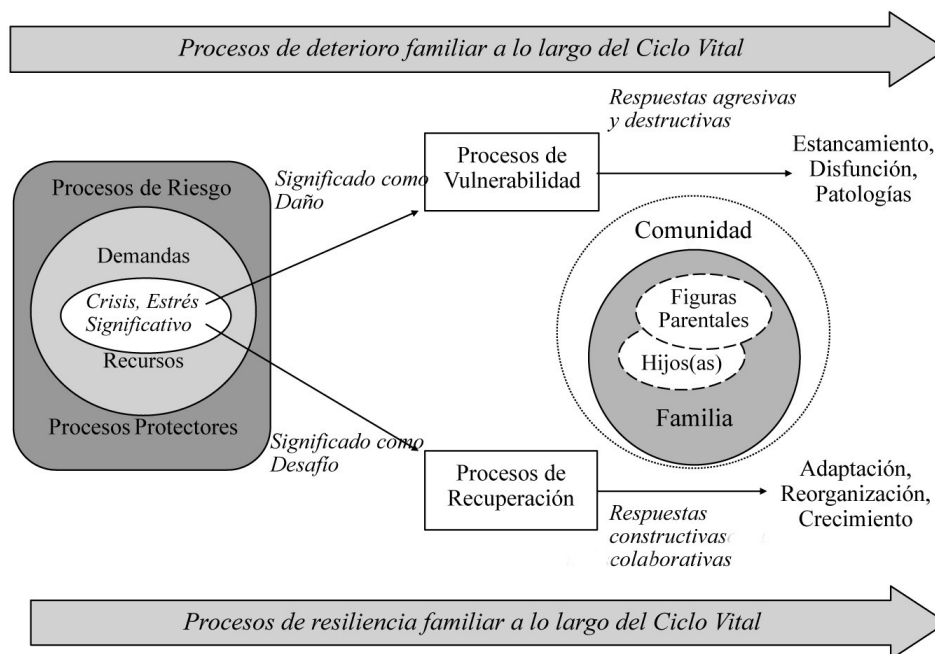 Procesos de deterioro familiar a lo largo del Ciclo Vital
Respuestas agresivas
y destructivas
Procesos de Riesgo
Demandas
Crisis, Estrés
Significativo
Recursos
Procesos Protectores
Significado como
Daño
Procesos de
Vulnerabilidad
Estancamiento,
Disfunción,
Patologías
Comunidad
Figuras
Parentales
Hijos(as)
Familia
Significado como
Desafío
Procesos de
Recuperación
Respuestas
constructivas
colaborativas
Adaptación,
Reorganización,
Crecimiento
Procesos de resiliencia familiar a lo largo del Ciclo Vital